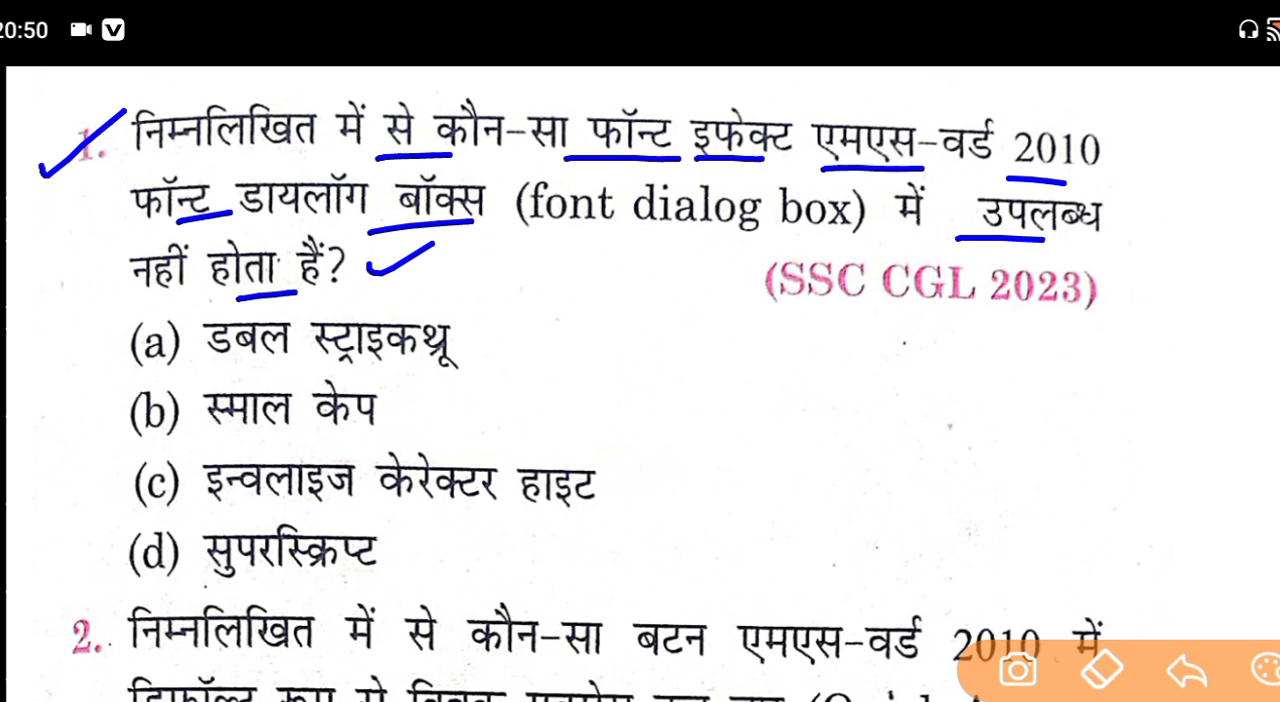 20:50
1. निम्नलिखित में से कौन-सा फॉन्ट इफेक्ट एमएस-वर्ड 2010
फॉन्ट डायलॉग बॉक्स (font dialog box) में उपलब्ध
नहीं होता हैं?
(SSC CGL 2023)
(a) डबल स्ट्राइकथ्रू
(b) स्माल केप
(c) इन्वलाइज केरेक्टर हाइट
(d) सुपरस्क्रिप्ट
2. निम्नलिखित में से कौन-सा बटन एमएस-वर्ड 2010 में